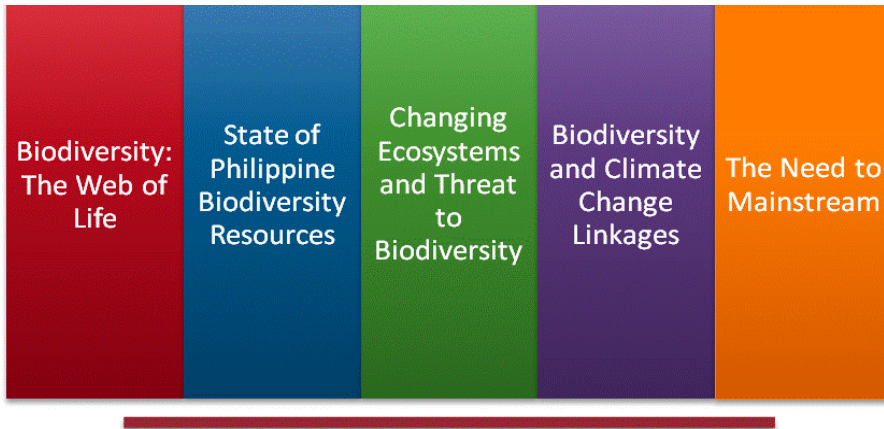 Biodiversity:
The Web of
Life
State of
Philippine
Biodiversity
Resources
Changing
Ecosystems
and Threat
to
Biodiversity
Biodiversity
and Climate
Change
Linkages
The Need to
Mainstream